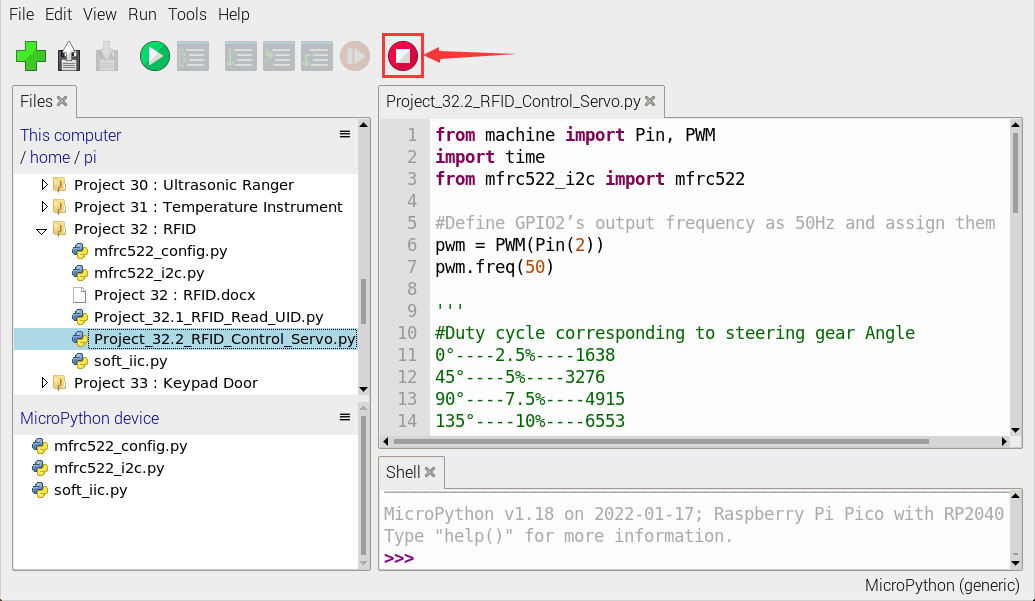 File Edit View Run Tools Help
Files
This computer
/ home / pi
Project 30 : Ultrasonic Ranger
Project 31 : Temperature Instrument
Project 32 : RFID
mfrc522_config.py
mfrc522_i2c.py
Project 32 : RFID.docx
Project_32.1_RFID_Read_UID.py
Project_32.2_RFID_Control_Servo.py
soft_iic.py
Project 33 : Keypad Door
MicroPython device
mfrc522_config.py
mfrc522_i2c.py
soft_iic.py
Project_32.2_RFID_Control_Servo.py
1 from machine import Pin, PWM
2 import time
3 from mfrc522_i2c import mfrc522
4
5 #Define GPIO2’s output frequency as 50Hz and assign them
6 pwm = PWM(Pin(2))
7 pwm.freq(50)
8
9 '''
10 #Duty cycle corresponding to steering gear Angle
11 0°----2.5%----1638
12 45°----5%----3276
13 90°----7.5%----4915
14 135°----10%----6553
Shell
MicroPython v1.18 on 2022-01-17; Raspberry Pi Pico with RP2040
Type "help()" for more information.
>>>
MicroPython (generic)